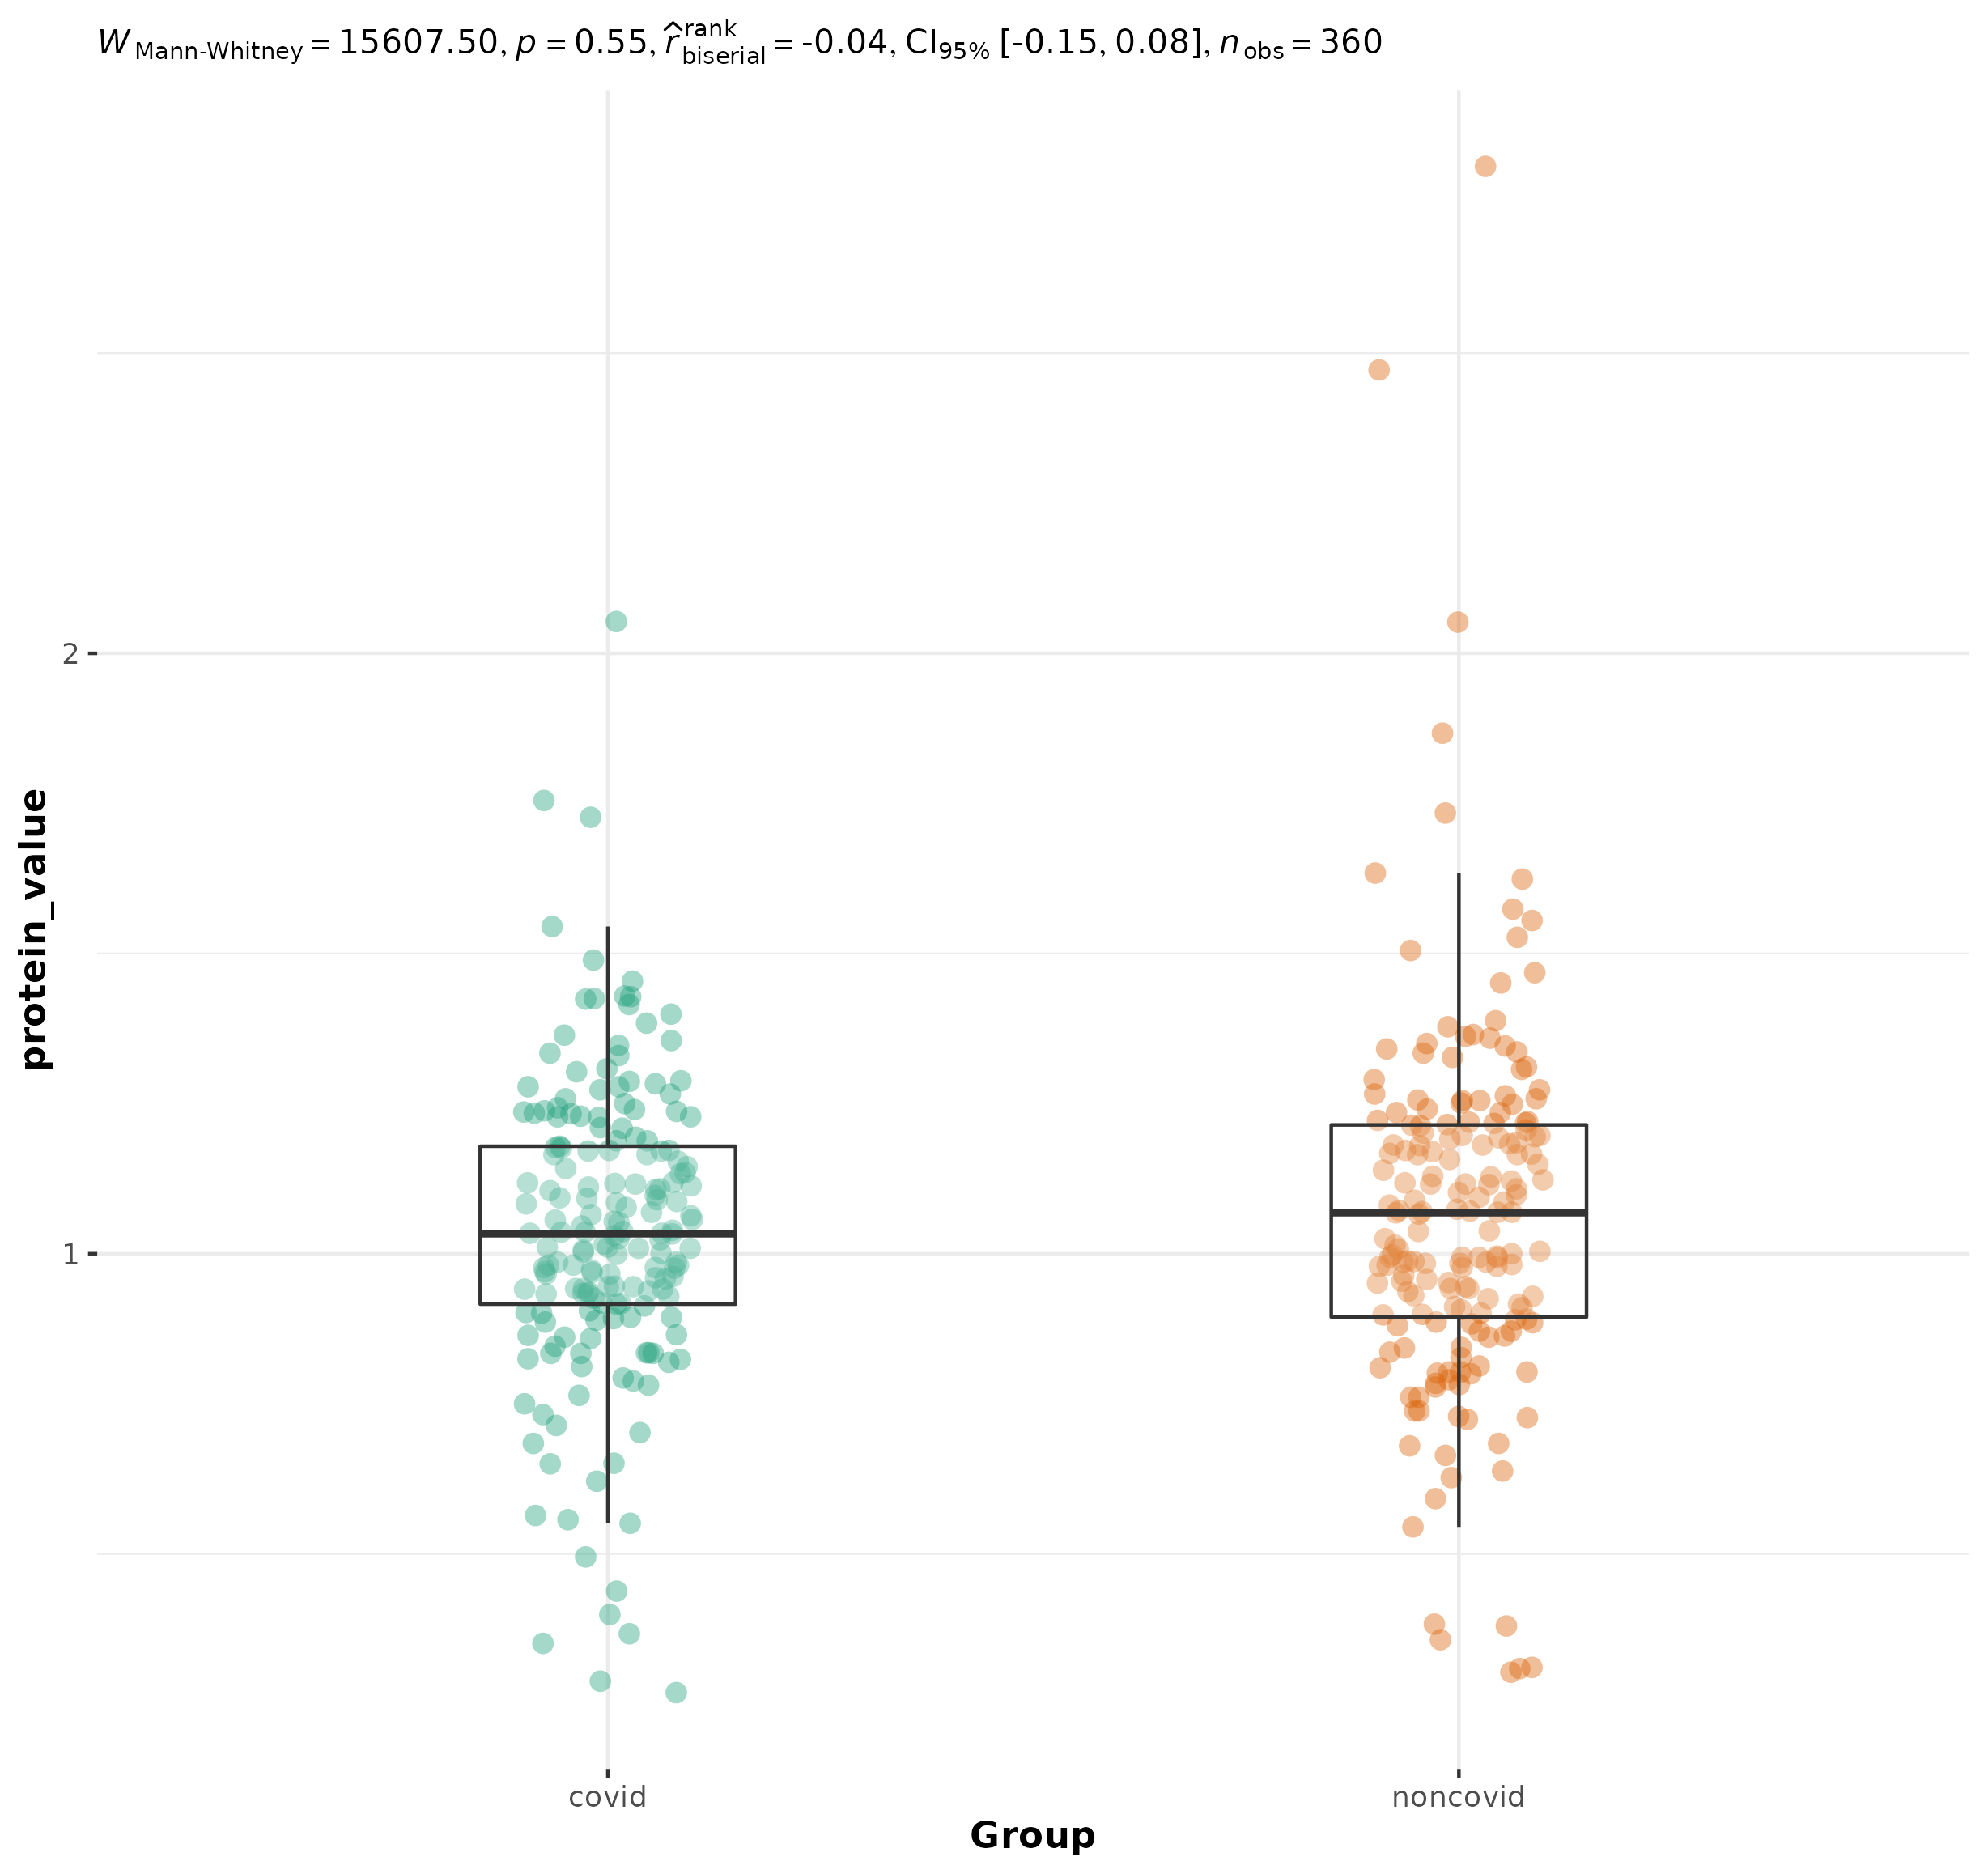 W Mann-Whitney = 15607.50, p = 0.55, r̂ rank biserial = -0.04, CI95% [-0.15, 0.08], n obs = 360
2
1
protein_value
covid noncovid
Group